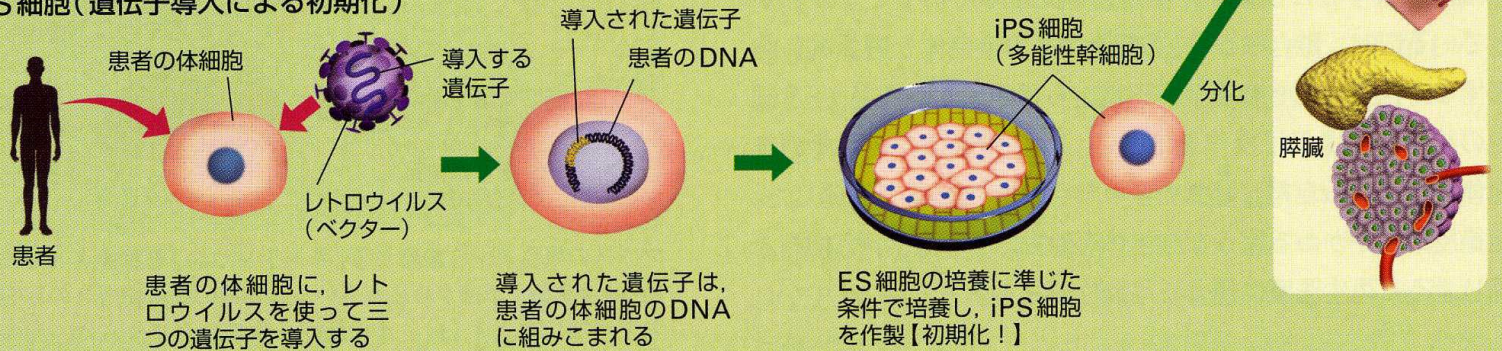 S細胞(遺伝子導入による初期化)
患者
患者の体細胞
導入する
遺伝子
レトロウイルス
(ベクター)
患者の体細胞に,レト
ロウイルスを使って三
つの遺伝子を導入する
導入された遺伝子
患者のDNA
導入された遺伝子は,
患者の体細胞のDNA
に組みこまれる
iPS細胞
(多能性幹細胞)
ES細胞の培養に準じた
条件で培養し,iPS細胞
を作製【初期化!】
分化
膵臓